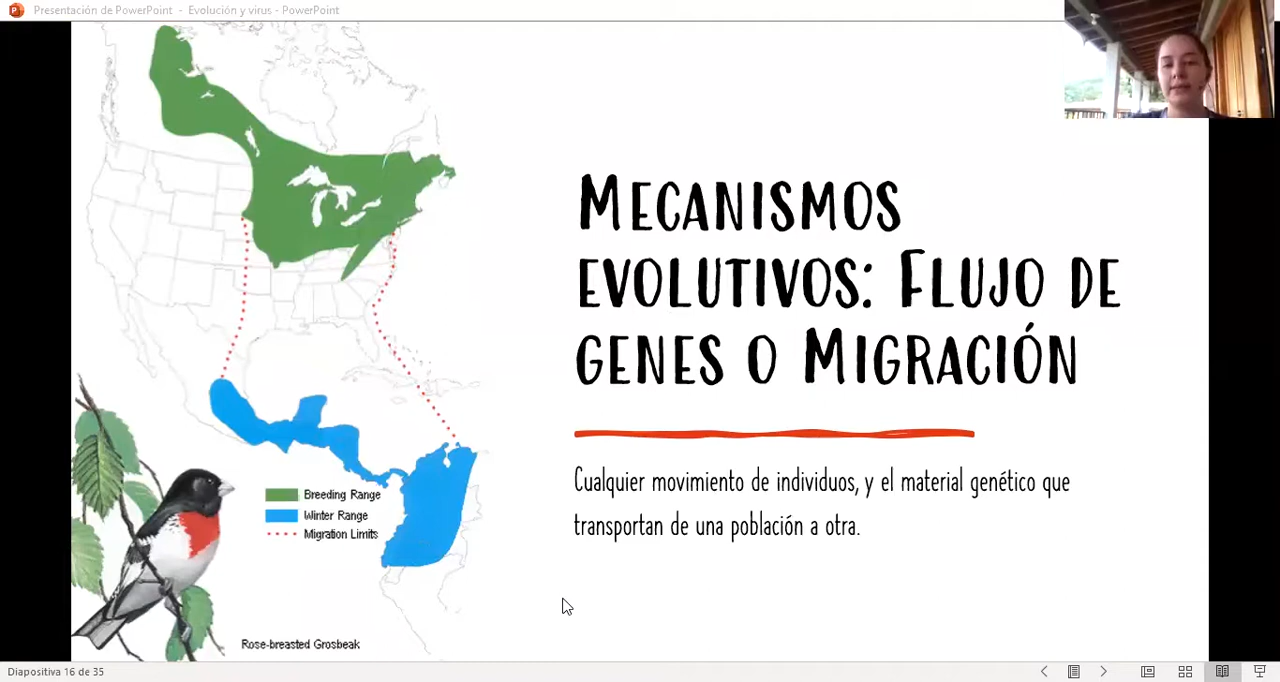 Presentación de PowerPoint - Evolución y virus - PowerPoint
MECANISMOS
EVOLUTIVOS: FLUJO DE
GENES O MIGRACIÓN
Cualquier movimiento de individuos, y el material genético que
transportan de una población a otra.
Breeding Range
Winter Range
Migration Limits
Rose-breasted Grosbeak
Diapositiva 16 de 35